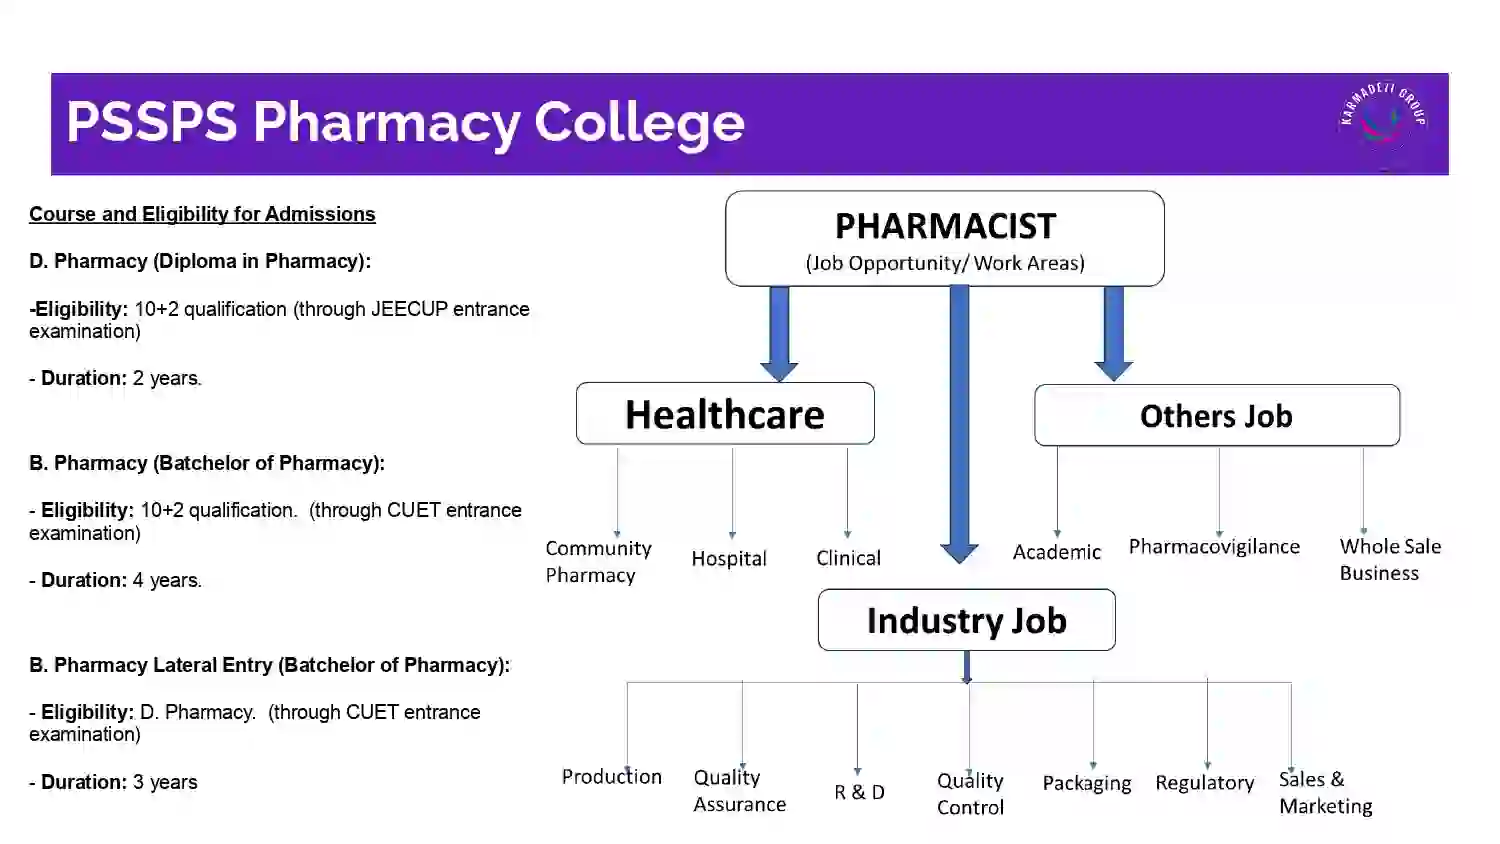 PSSPS Pharmacy College
KARMADEZI GROUP
Course and Eligibility for Admissions
D. Pharmacy (Diploma in Pharmacy):
-Eligibility: 10+2 qualification (through JEECUP entrance
examination)
- Duration: 2 years.
B. Pharmacy (Batchelor of Pharmacy):
- Eligibility: 10+2 qualification.  (through CUET entrance
examination)
- Duration: 4 years.
B. Pharmacy Lateral Entry (Batchelor of Pharmacy):
- Eligibility: D. Pharmacy.  (through CUET entrance
examination)
- Duration: 3 years
PHARMACIST
(Job Opportunity/ Work Areas)
Healthcare
Others Job
Community
Pharmacy
Hospital
Clinical
Academic
Pharmacovigilance
Whole Sale
Business
Industry Job
Production
Quality
Assurance
R & D
Quality
Control
Packaging
Regulatory
Sales &
Marketing